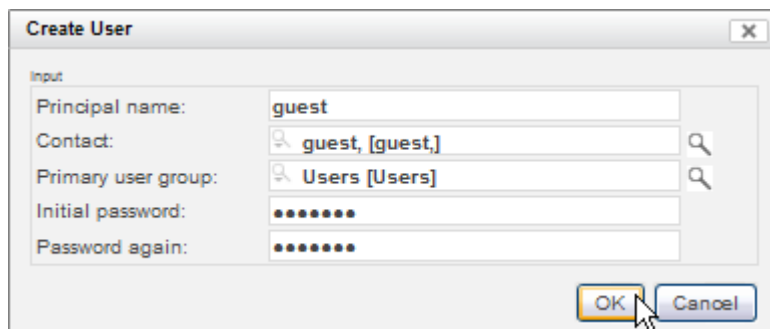 Create User
Input
Principal name: guest
Contact: guest, [guest,]
Primary user group: Users [Users]
Initial password: •••••••
Password again: •••••••
OK Cancel